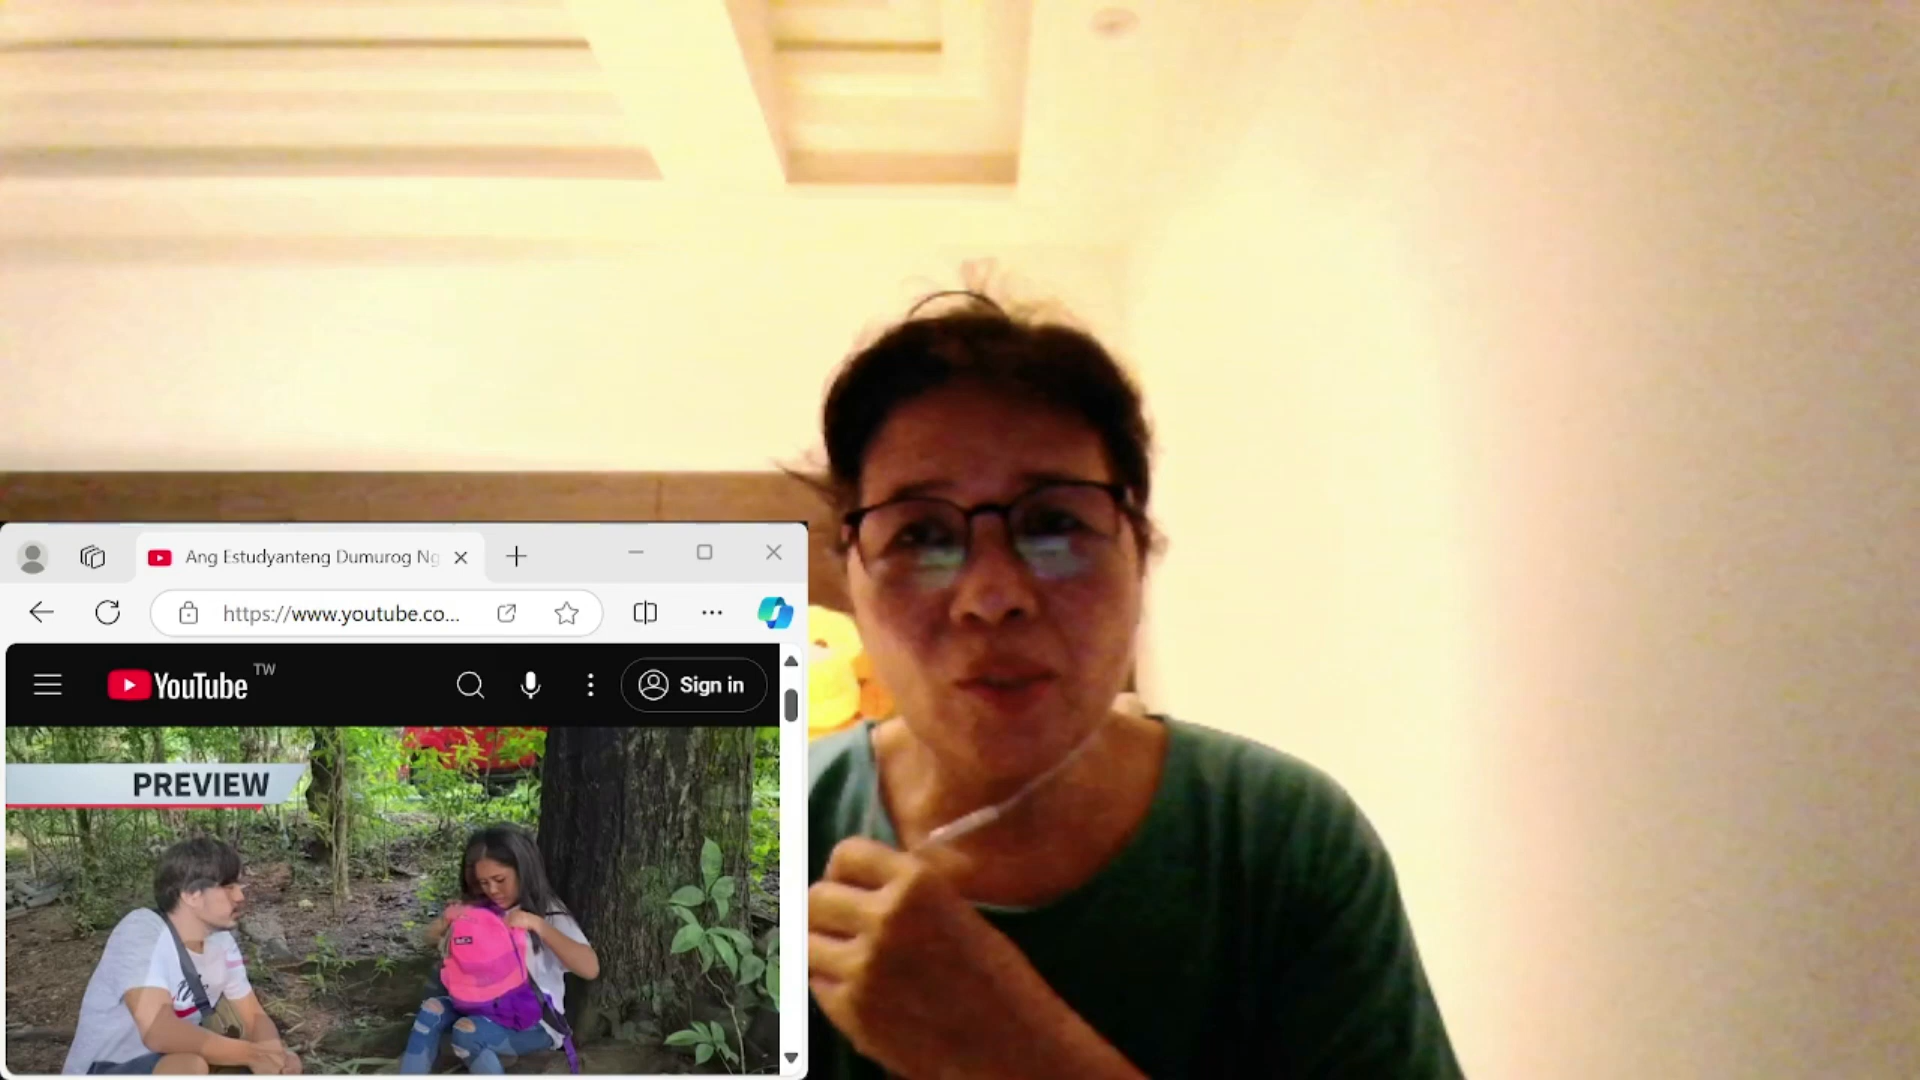 Ang Estudyanteng Dumurog Ng
https://www.youtube.co...
YouTube TW
Sign in
PREVIEW